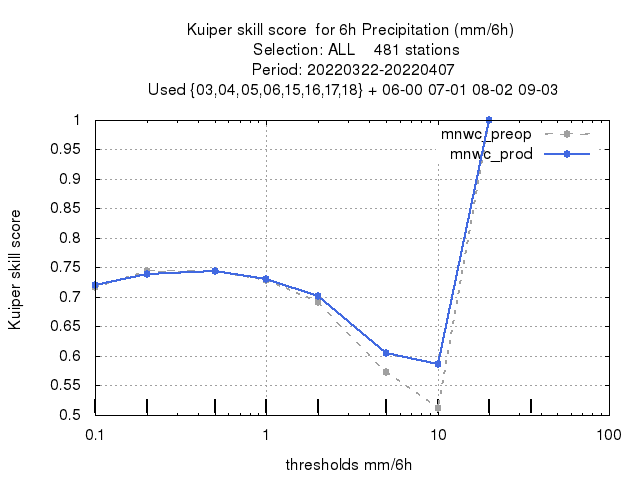 Kuiper skill score  for 6h Precipitation (mm/6h)
Selection: ALL    481 stations
Period: 20220322-20220407
Used {03,04,05,06,15,16,17,18} + 06-00 07-01 08-02 09-03
mnwc_preop
mnwc_prod
Kuiper skill score
1
0.95
0.9
0.85
0.8
0.75
0.7
0.65
0.6
0.55
0.5
0.1 1 10 100
thresholds mm/6h